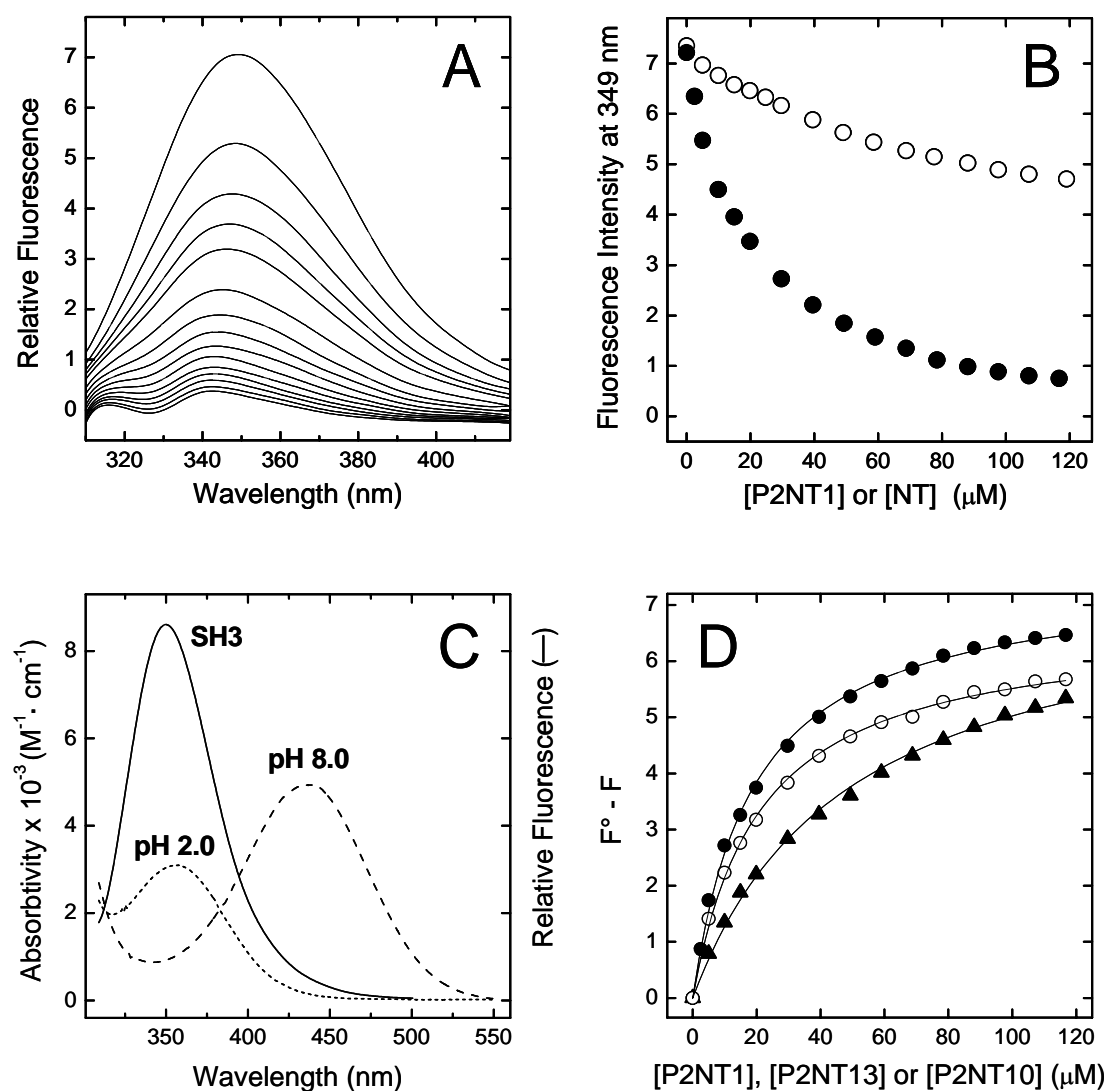 A
7
6
5
4
3
2
1
0
Relative Fluorescence
320 340 360 380 400
Wavelength (nm)
B
7
6
5
4
3
2
1
0
Fluorescence Intensity at 349 nm
0 20 40 60 80 100 120
[P2NT1] or [NT] (μM)
C
8
6
4
2
0
Absorbtivity x 10⁻³ (M⁻¹· cm⁻¹)
SH3
pH 8.0
pH 2.0
Relative Fluorescence (—)
350 400 450 500 550
Wavelength (nm)
D
7
6
5
4
3
2
1
0
F° - F
0 20 40 60 80 100 120
[P2NT1], [P2NT13] or [P2NT10] (μM)